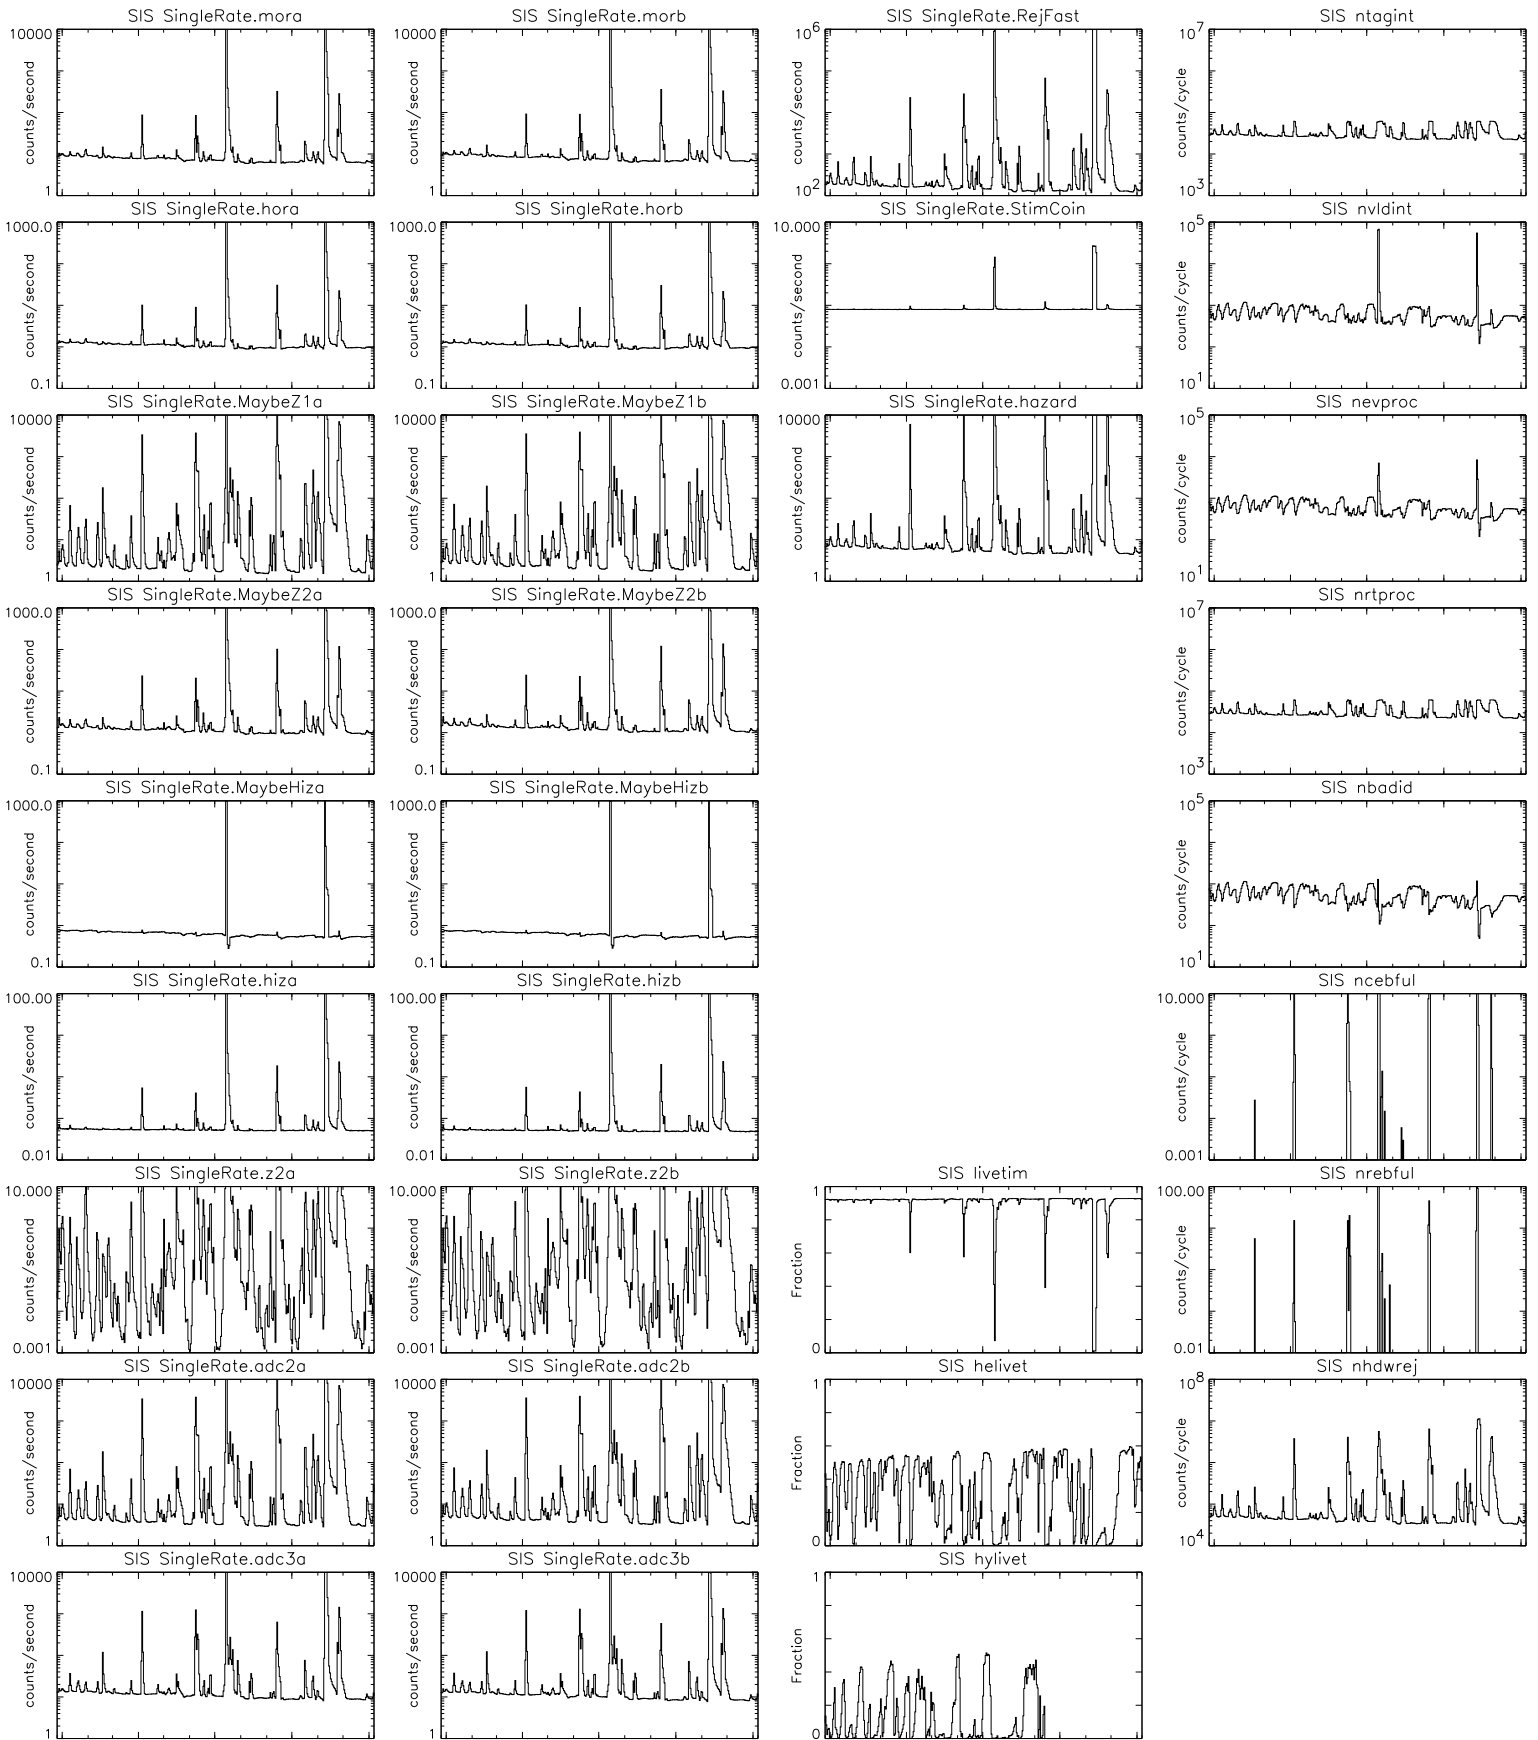 SIS SingleRate.mora
10000
counts/second
1
SIS SingleRate.morb
10000
counts/second
1
SIS SingleRate.RejFast
10^6
counts/second
10^2
SIS ntagint
10^7
counts/cycle
10^3
SIS SingleRate.hora
1000.0
counts/second
0.1
SIS SingleRate.horb
1000.0
counts/second
0.1
SIS SingleRate.StimCoin
10.000
counts/second
0.001
SIS nvldint
10^5
counts/cycle
10^1
SIS SingleRate.MaybeZ1a
10000
counts/second
1
SIS SingleRate.MaybeZ1b
10000
counts/second
1
SIS SingleRate.hazard
10000
counts/second
1
SIS nevproc
10^5
counts/cycle
10^1
SIS SingleRate.MaybeZ2a
1000.0
counts/second
0.1
SIS SingleRate.MaybeZ2b
1000.0
counts/second
0.1
SIS nrtproc
10^7
counts/cycle
10^3
SIS SingleRate.MaybeHiza
1000.0
counts/second
0.1
SIS SingleRate.MaybeHizb
1000.0
counts/second
0.1
SIS nbadid
10^5
counts/cycle
10^1
SIS SingleRate.hiza
100.00
counts/second
0.01
SIS SingleRate.hizb
100.00
counts/second
0.01
SIS ncebful
10.000
counts/cycle
0.001
SIS SingleRate.z2a
10.000
counts/second
0.001
SIS SingleRate.z2b
10.000
counts/second
0.001
SIS livetim
1
Fraction
0
SIS nrebful
100.00
counts/cycle
0.01
SIS SingleRate.adc2a
10000
counts/second
1
SIS SingleRate.adc2b
10000
counts/second
1
SIS helivet
1
Fraction
0
SIS nhdwrej
10^8
counts/cycle
10^4
SIS SingleRate.adc3a
10000
counts/second
1
SIS SingleRate.adc3b
10000
counts/second
1
SIS hylivet
1
Fraction
0